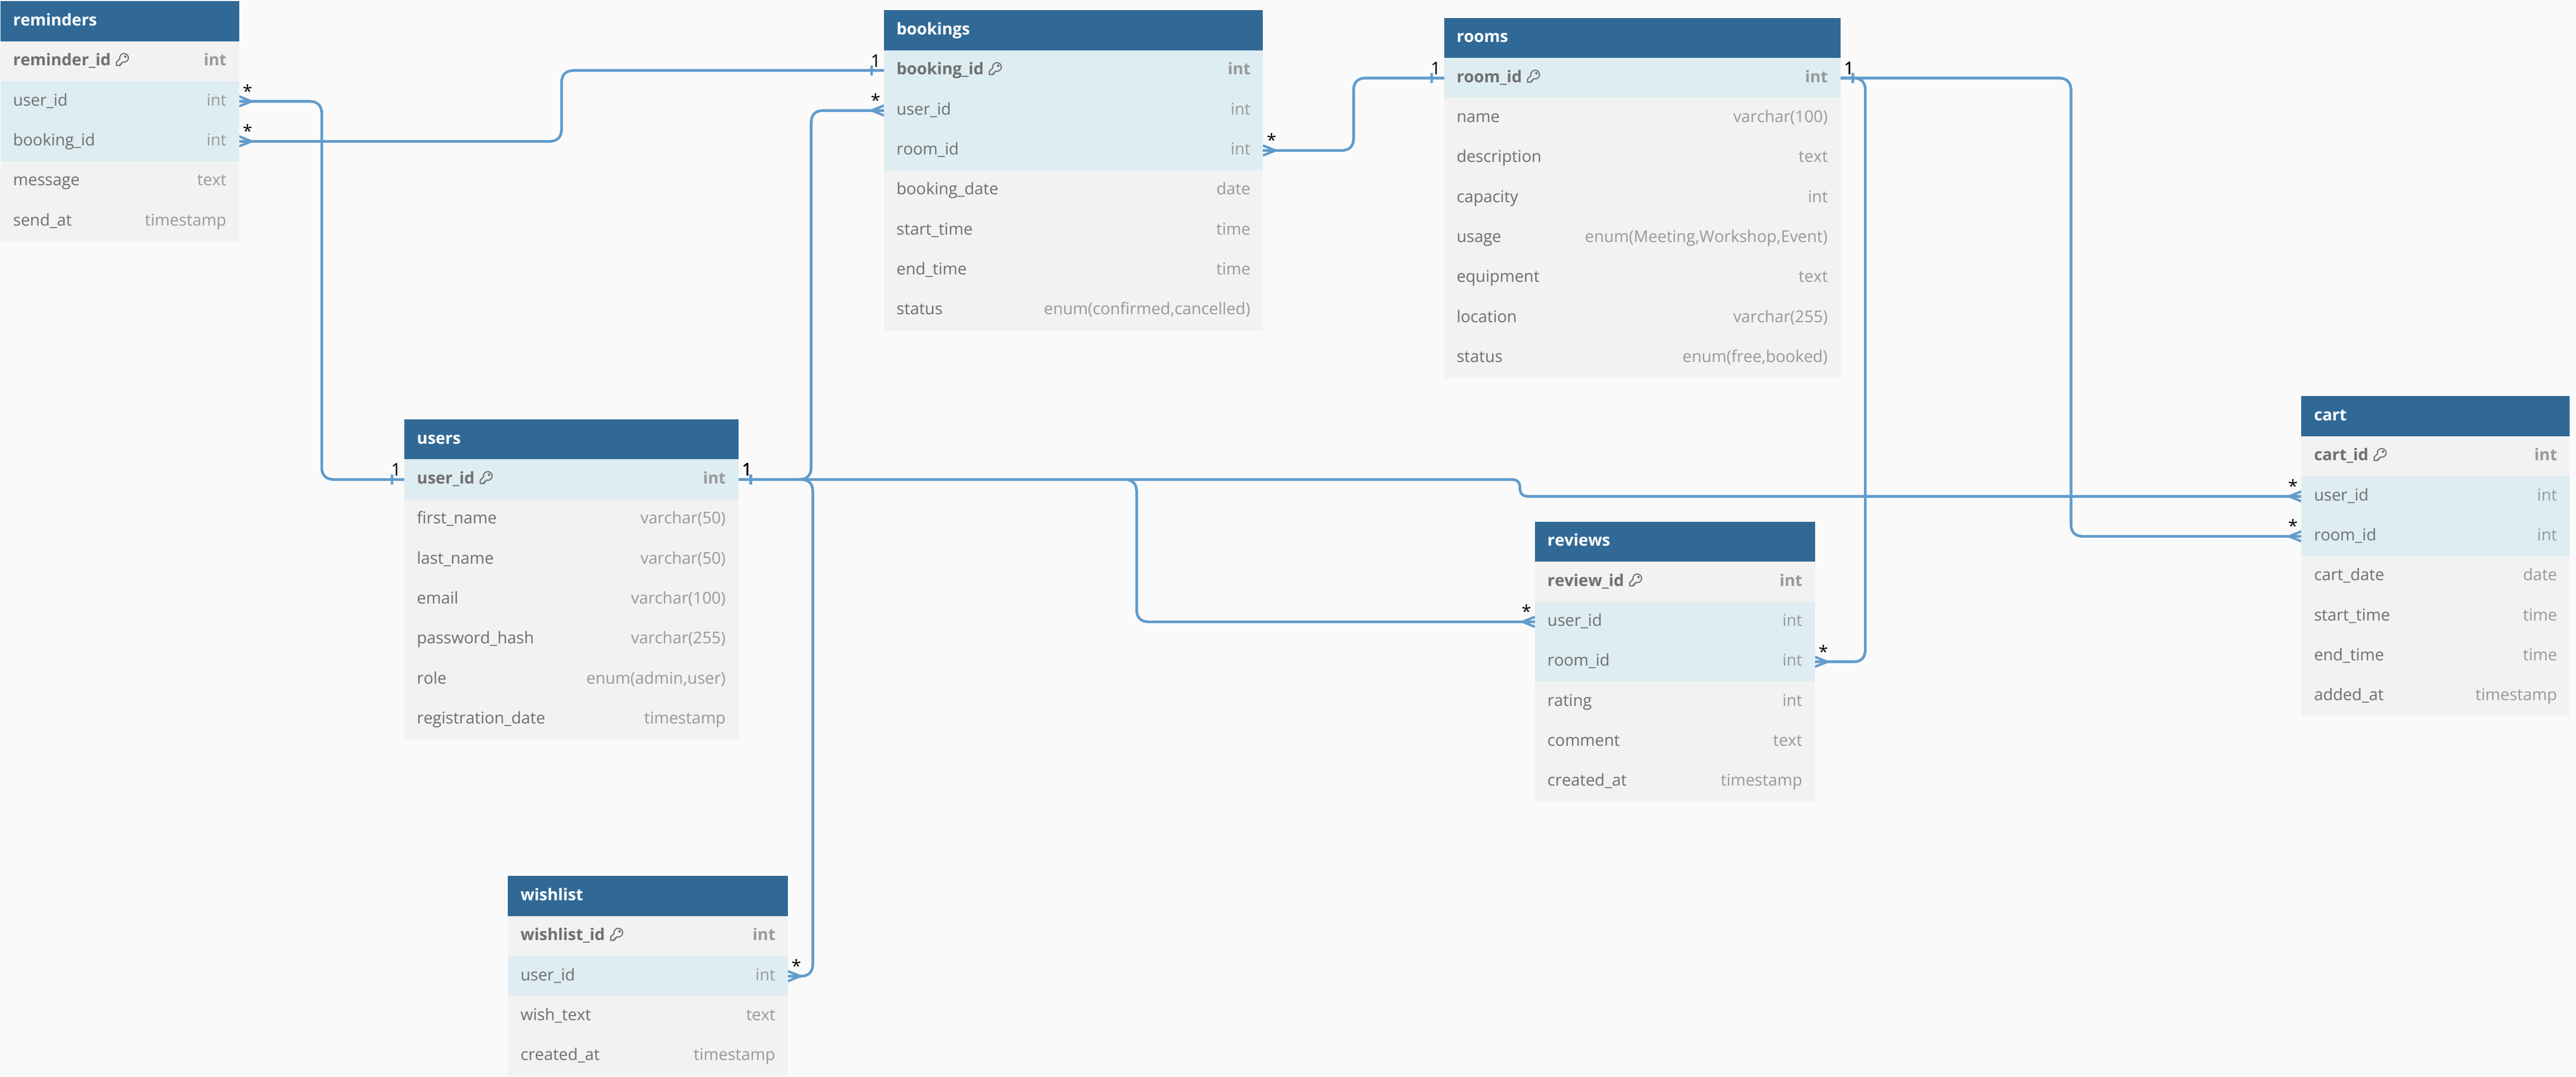 reminders
reminder_id int
user_id int *
booking_id int *
message text
send_at timestamp
bookings
1 booking_id int
* user_id int
room_id int *
booking_date date
start_time time
end_time time
status enum(confirmed,cancelled)
rooms
1 room_id int 1
name varchar(100)
description text
capacity int
usage enum(Meeting,Workshop,Event)
equipment text
location varchar(255)
status enum(free,booked)
users
1 user_id int 1
first_name varchar(50)
last_name varchar(50)
email varchar(100)
password_hash varchar(255)
role enum(admin,user)
registration_date timestamp
cart
cart_id int
* user_id int
* room_id int
cart_date date
start_time time
end_time time
added_at timestamp
reviews
review_id int
* user_id int
room_id int *
rating int
comment text
created_at timestamp
wishlist
wishlist_id int
user_id int *
wish_text text
created_at timestamp